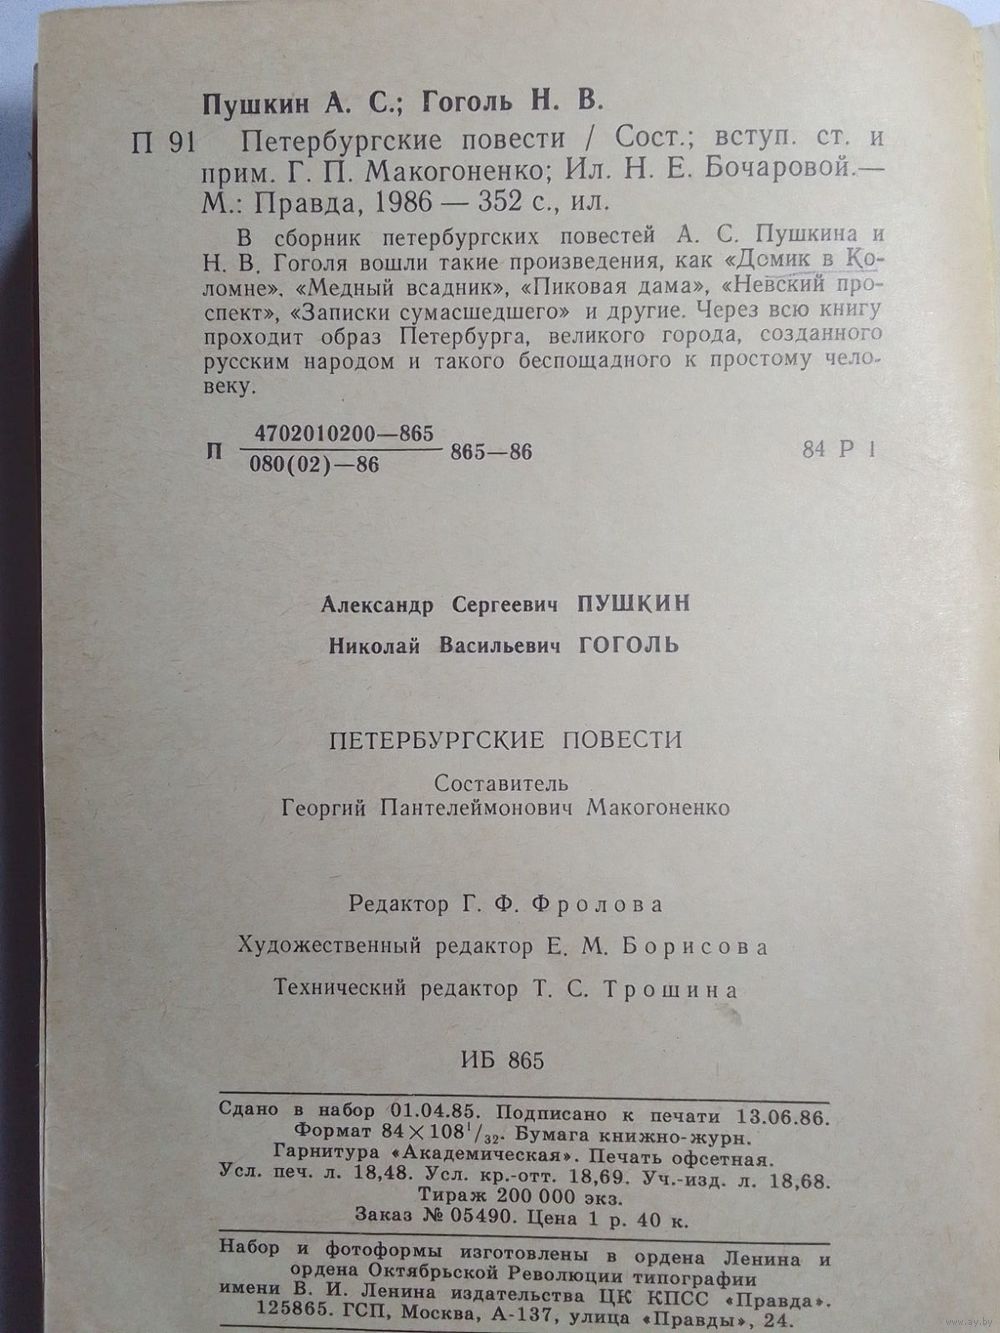 Пушкин А. С.; Гоголь Н. В.
П 91 Петербургские повести / Сост.; вступ. ст. и
прим. Г. П. Макогоненко; Ил. Н. Е. Бочаровой.—
М.: Правда, 1986 — 352 с., ил.
В сборник петербургских повестей А. С. Пушкина и
Н. В. Гоголя вошли такие произведения, как «Домик в Ко-
ломне», «Медный всадник», «Пиковая дама», «Невский про-
спект», «Записки сумасшедшего» и другие. Через всю книгу
проходит образ Петербурга, великого города, созданного
русским народом и такого беспощадного к простому чело-
веку.
4702010200—865
П 080(02)—86 865—86 84 Р 1
Александр Сергеевич ПУШКИН
Николай Васильевич ГОГОЛЬ
ПЕТЕРБУРГСКИЕ ПОВЕСТИ
Составитель
Георгий Пантелеймонович Макогоненко
Редактор Г. Ф. Фролова
Художественный редактор Е. М. Борисова
Технический редактор Т. С. Трошина
ИБ 865
Сдано в набор 01.04.85. Подписано к печати 13.06.86.
Формат 84×108¹/₃₂. Бумага книжно-журн.
Гарнитура «Академическая». Печать офсетная.
Усл. печ. л. 18,48. Усл. кр.-отт. 18,69. Уч.-изд. л. 18,68.
Тираж 200 000 экз.
Заказ № 05490. Цена 1 р. 40 к.
Набор и фотоформы изготовлены в ордена Ленина и
ордена Октябрьской Революции типографии
имени В. И. Ленина издательства ЦК КПСС «Правда».
125865. ГСП, Москва, А-137, улица «Правды», 24.
www.ay.by